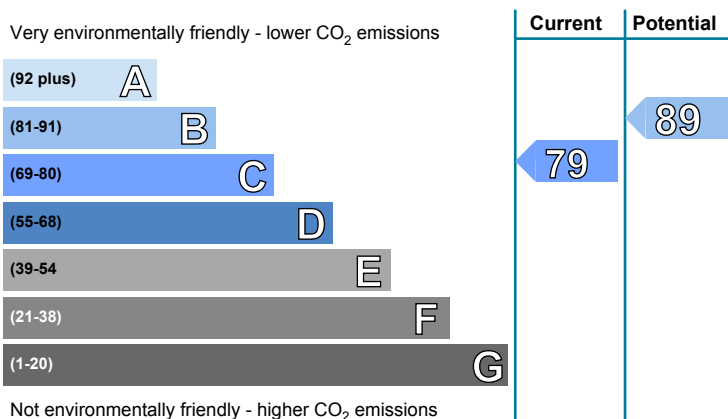 Current Potential
Very environmentally friendly - lower CO2 emissions
(92 plus) A
(81-91) B 89
(69-80) C 79
(55-68) D
(39-54 E
(21-38) F
(1-20) G
Not environmentally friendly - higher CO2 emissions